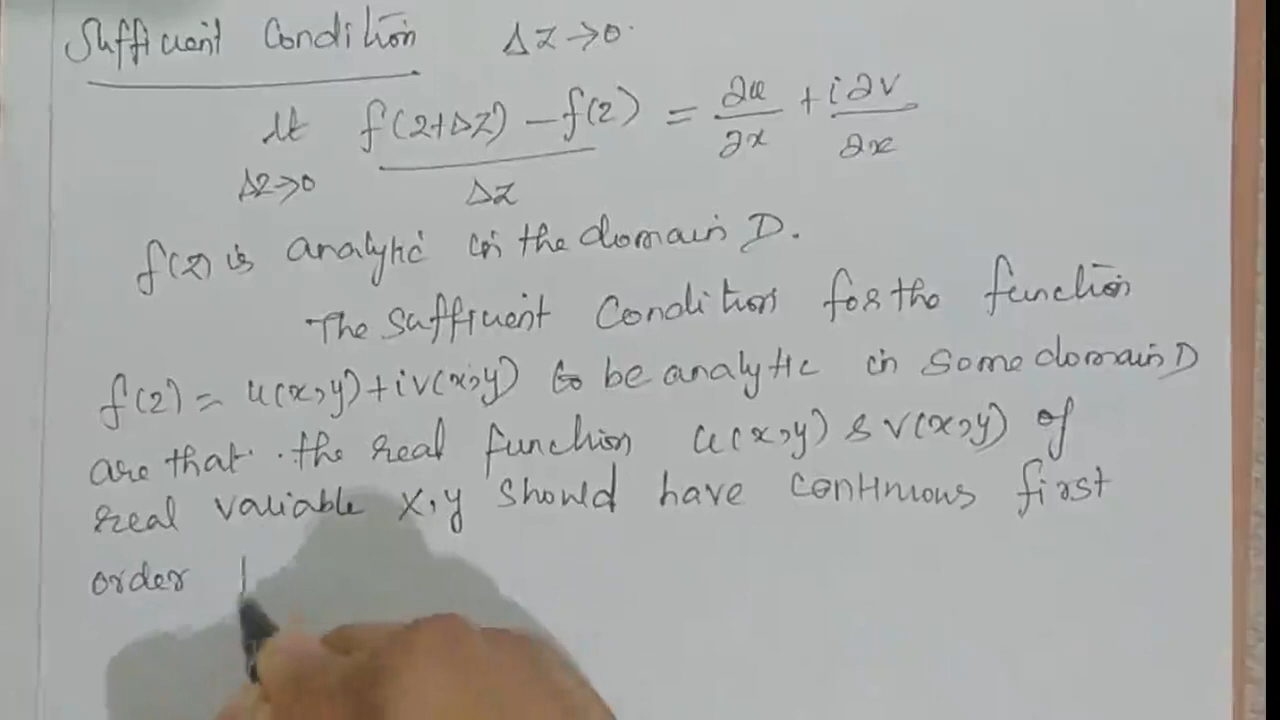 Sufficient Condition Δz→0.
lt f(z+Δz) – f(z) = ∂u + i∂v
Δz→0 Δz ∂x ∂x
f(z) is analytic in the domain D.
The Sufficient Condition for the function
f(z) = u(x,y)+iv(x,y) to be analytic in some domain D
are that the real function u(x,y) & v(x,y) of
real variable x,y should have continuous first
order